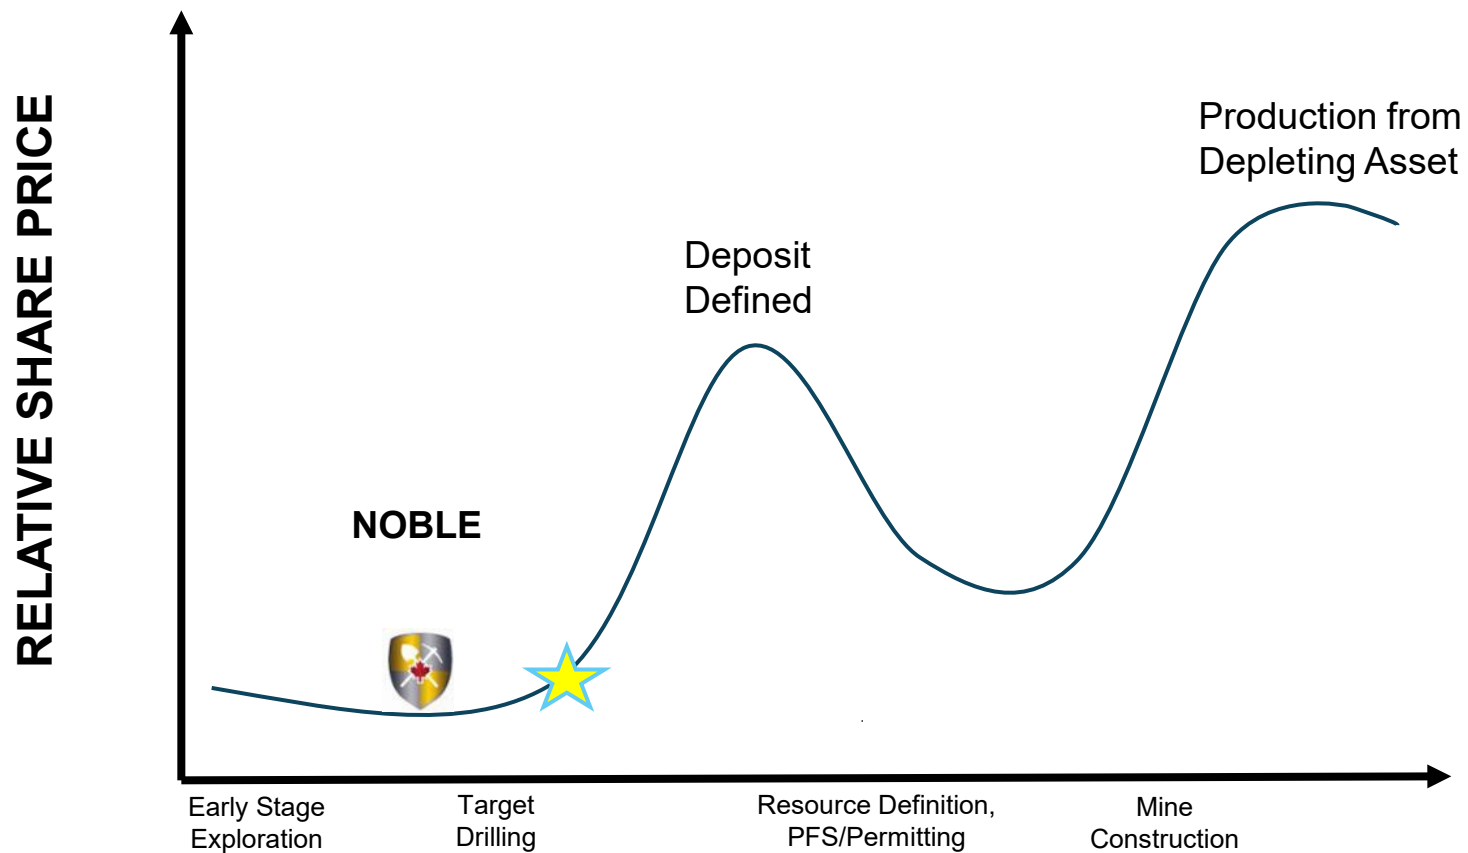 RELATIVE SHARE PRICE
Production from
Depleting Asset
Deposit
Defined
NOBLE
Early Stage
Exploration
Target
Drilling
Resource Definition,
PFS/Permitting
Mine
Construction